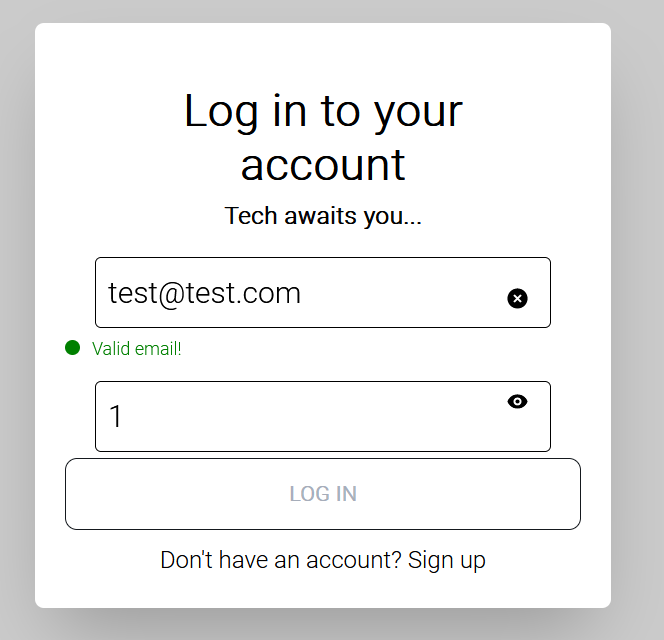 Log in to your
account
Tech awaits you...
test@test.com
Valid email!
1
LOG IN
Don't have an account? Sign up